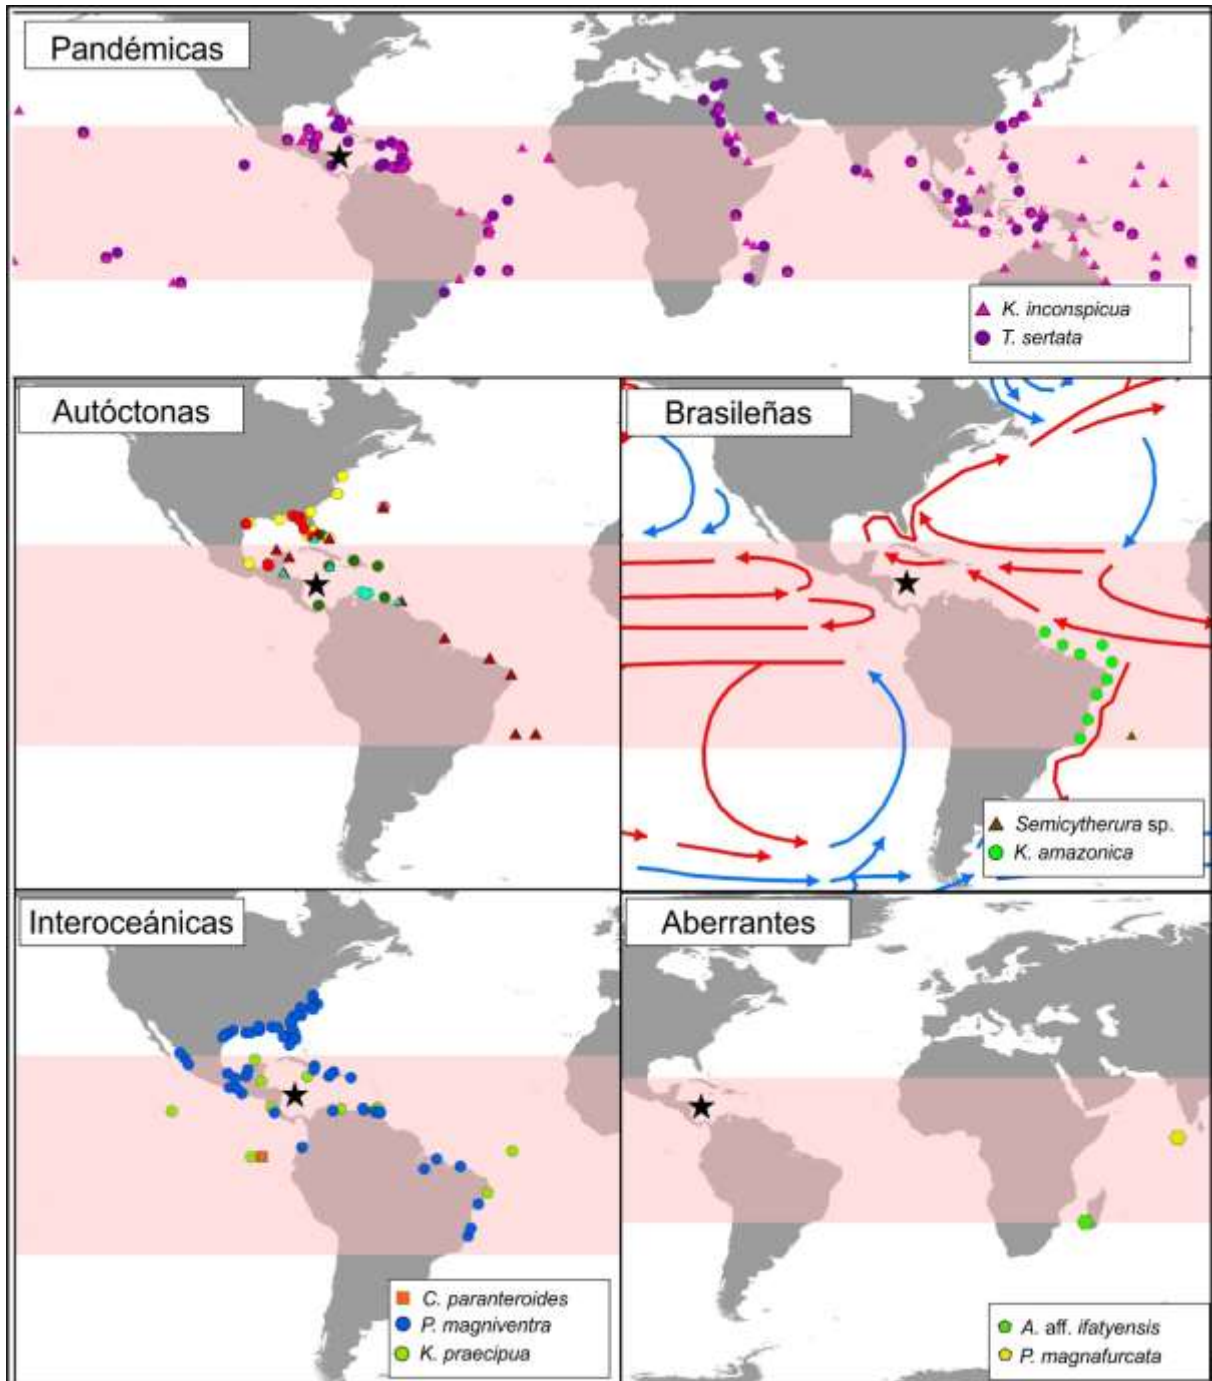 Pandémicas
K. inconspicua
T. sertata
Autóctonas
Brasileñas
Semicytherura sp.
K. amazonica
Interoceánicas
C. paranteroides
P. magniventra
K. praecipua
Aberrantes
A. aff. ifatyensis
P. magnafurcata